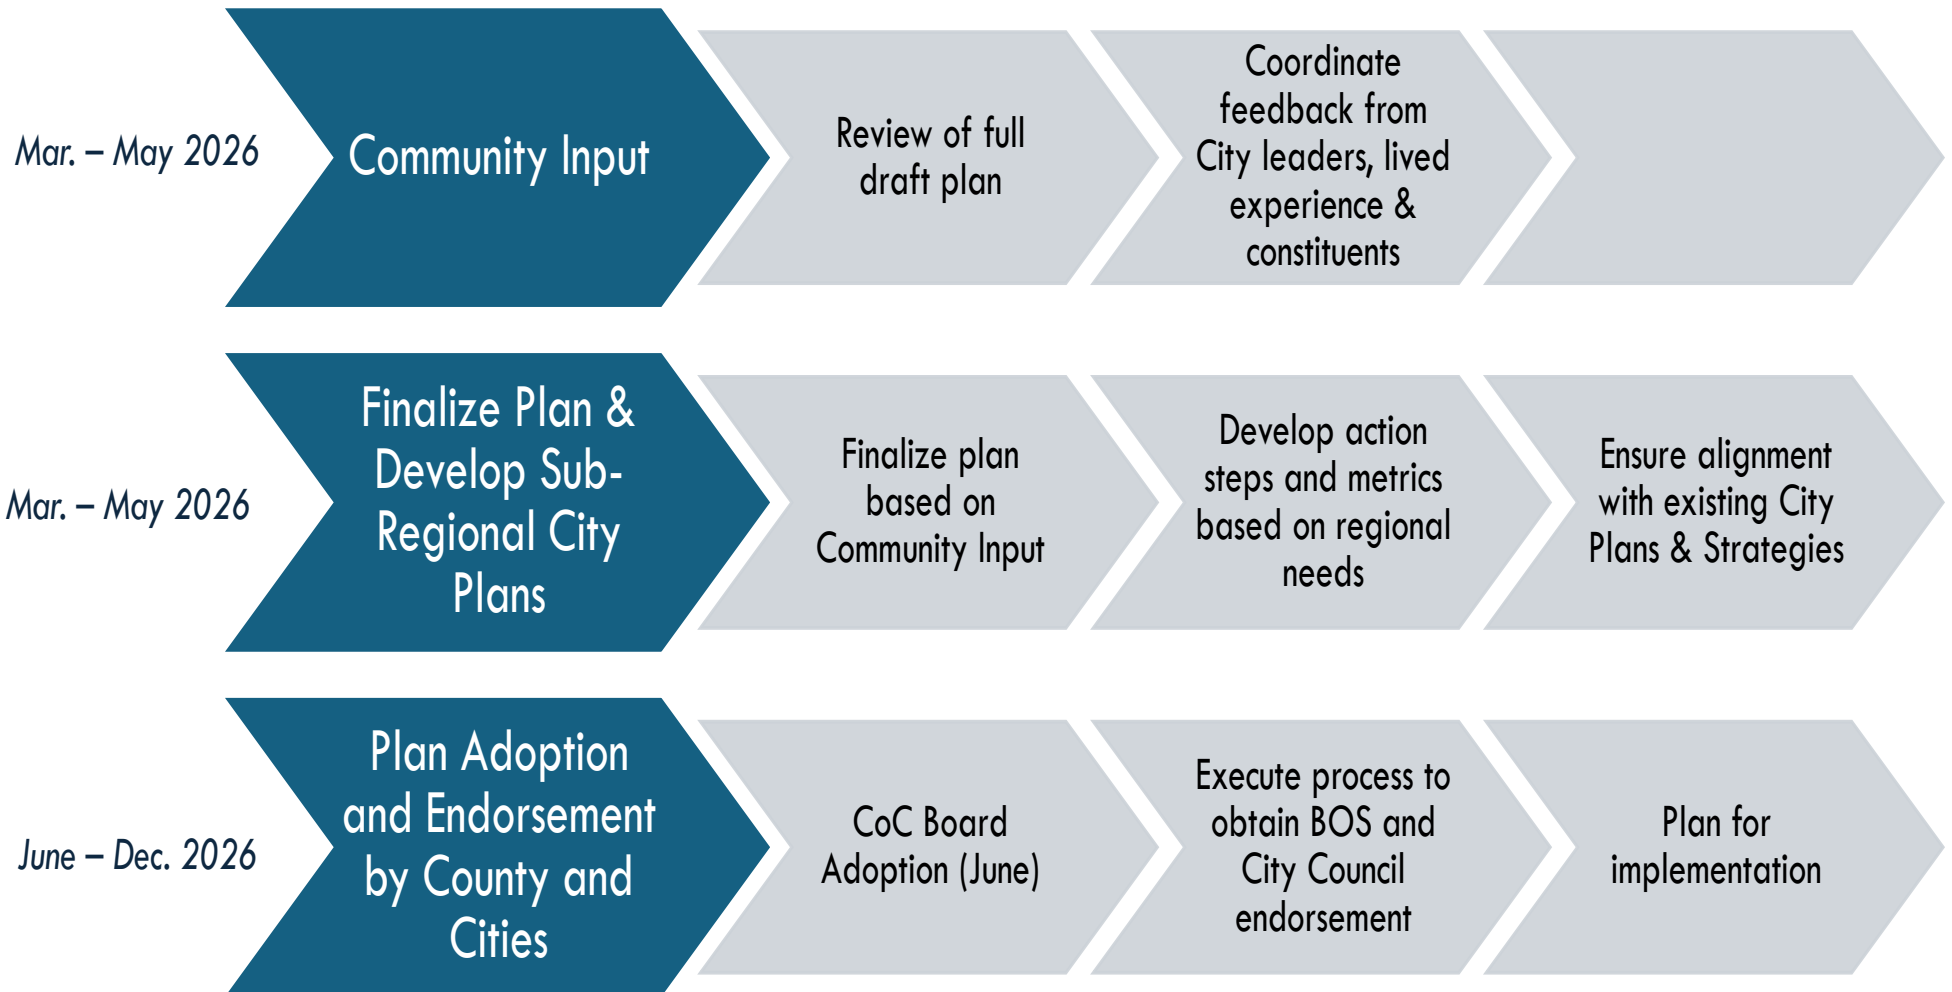 Mar. – May 2026
Community Input
Review of full
draft plan
Coordinate
feedback from
City leaders, lived
experience &
constituents
Mar. – May 2026
Finalize Plan &
Develop Sub-
Regional City
Plans
Finalize plan
based on
Community Input
Develop action
steps and metrics
based on regional
needs
Ensure alignment
with existing City
Plans & Strategies
June – Dec. 2026
Plan Adoption
and Endorsement
by County and
Cities
CoC Board
Adoption (June)
Execute process to
obtain BOS and
City Council
endorsement
Plan for
implementation